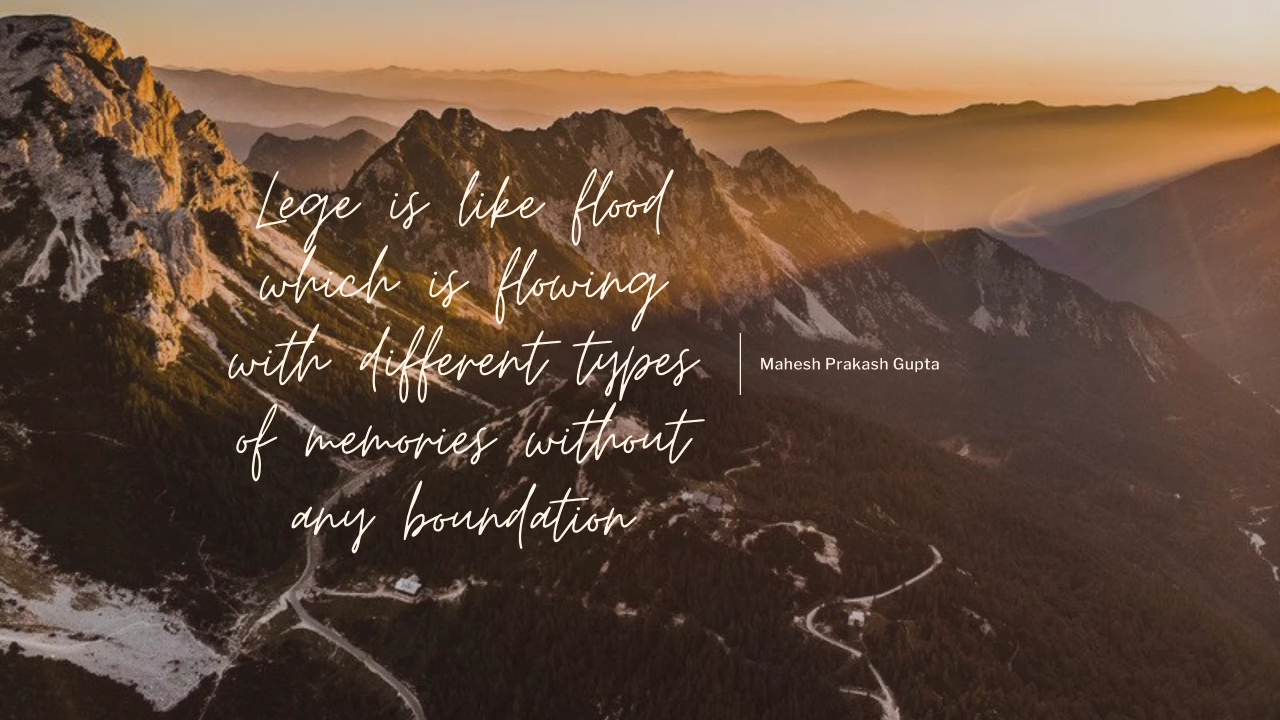 Lege is like flood
which is flowing
with different types
of memories without
any boundation
Mahesh Prakash Gupta